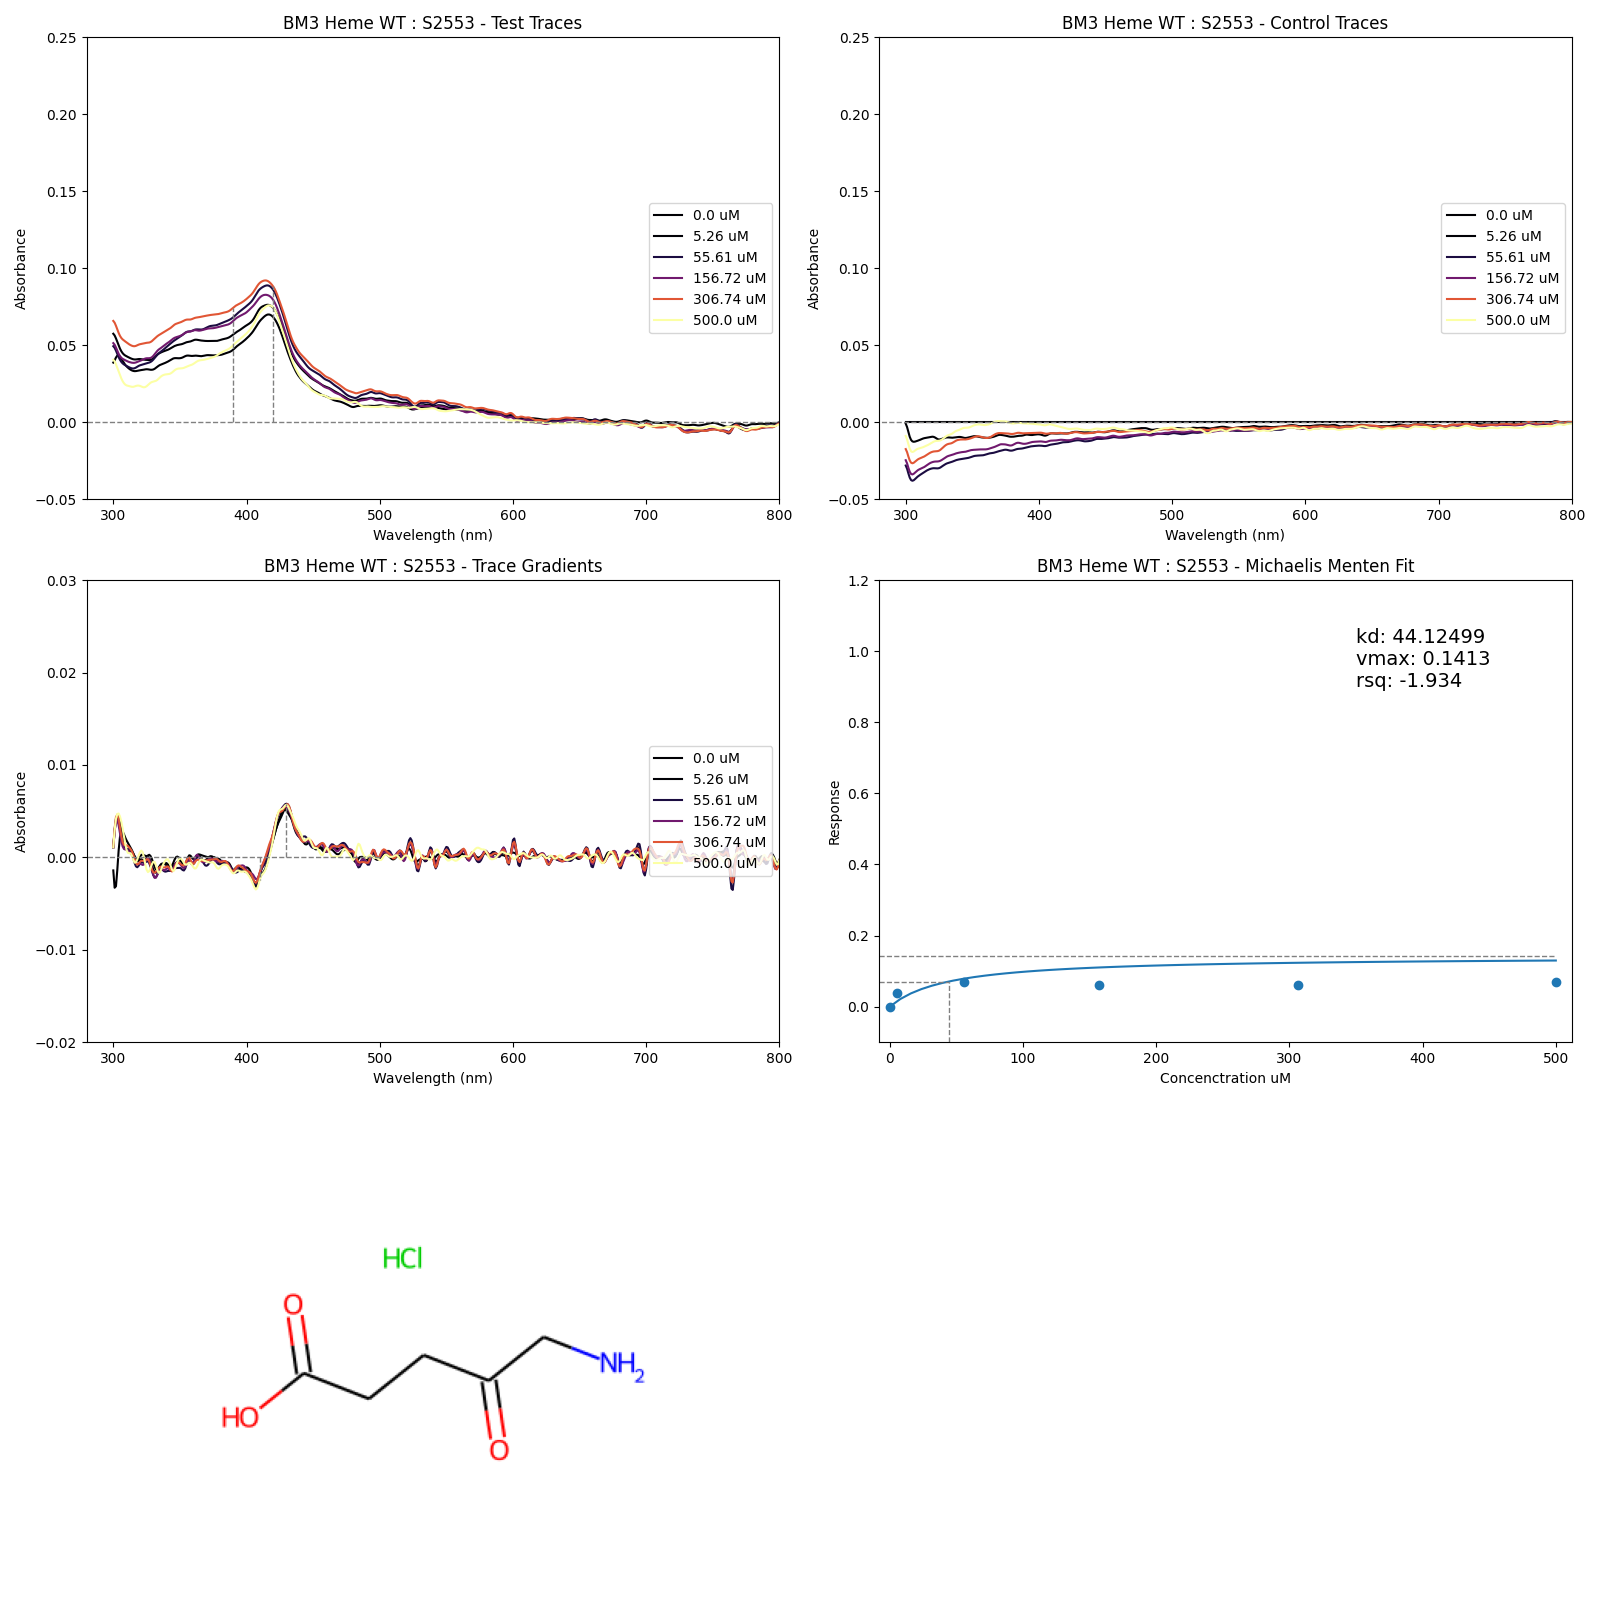 BM3 Heme WT : S2553 - Test Traces
0.25
0.20
0.15
0.10
0.05
0.00
−0.05
Absorbance
300 400 500 600 700 800
Wavelength (nm)
0.0 uM
5.26 uM
55.61 uM
156.72 uM
306.74 uM
500.0 uM
BM3 Heme WT : S2553 - Control Traces
0.25
0.20
0.15
0.10
0.05
0.00
−0.05
Absorbance
300 400 500 600 700 800
Wavelength (nm)
0.0 uM
5.26 uM
55.61 uM
156.72 uM
306.74 uM
500.0 uM
BM3 Heme WT : S2553 - Trace Gradients
0.03
0.02
0.01
0.00
−0.01
−0.02
Absorbance
300 400 500 600 700 800
Wavelength (nm)
0.0 uM
5.26 uM
55.61 uM
156.72 uM
306.74 uM
500.0 uM
BM3 Heme WT : S2553 - Michaelis Menten Fit
1.2
1.0
0.8
0.6
0.4
0.2
0.0
Response
0 100 200 300 400 500
Concenctration uM
kd: 44.12499
vmax: 0.1413
rsq: -1.934
HCl
O
HO
O
NH2